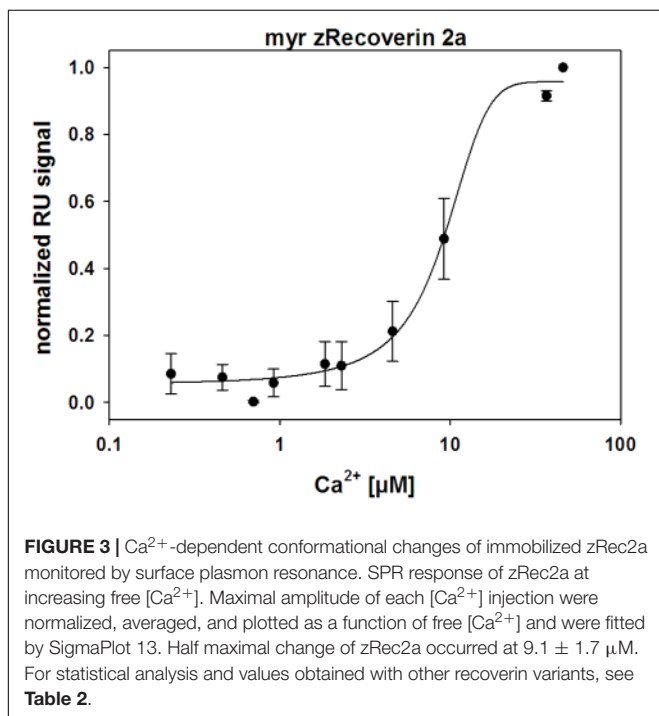 myr zRecoverin 2a
normalized RU signal
1.0
0.8
0.6
0.4
0.2
0.0
0.1
1
10
100
Ca²⁺ [µM]
FIGURE 3 | Ca²⁺-dependent conformational changes of immobilized zRec2a
monitored by surface plasmon resonance. SPR response of zRec2a at
increasing free [Ca²⁺]. Maximal amplitude of each [Ca²⁺] injection were
normalized, averaged, and plotted as a function of free [Ca²⁺] and were fitted
by SigmaPlot 13. Half maximal change of zRec2a occurred at 9.1 ± 1.7 μM.
For statistical analysis and values obtained with other recoverin variants, see
Table 2.